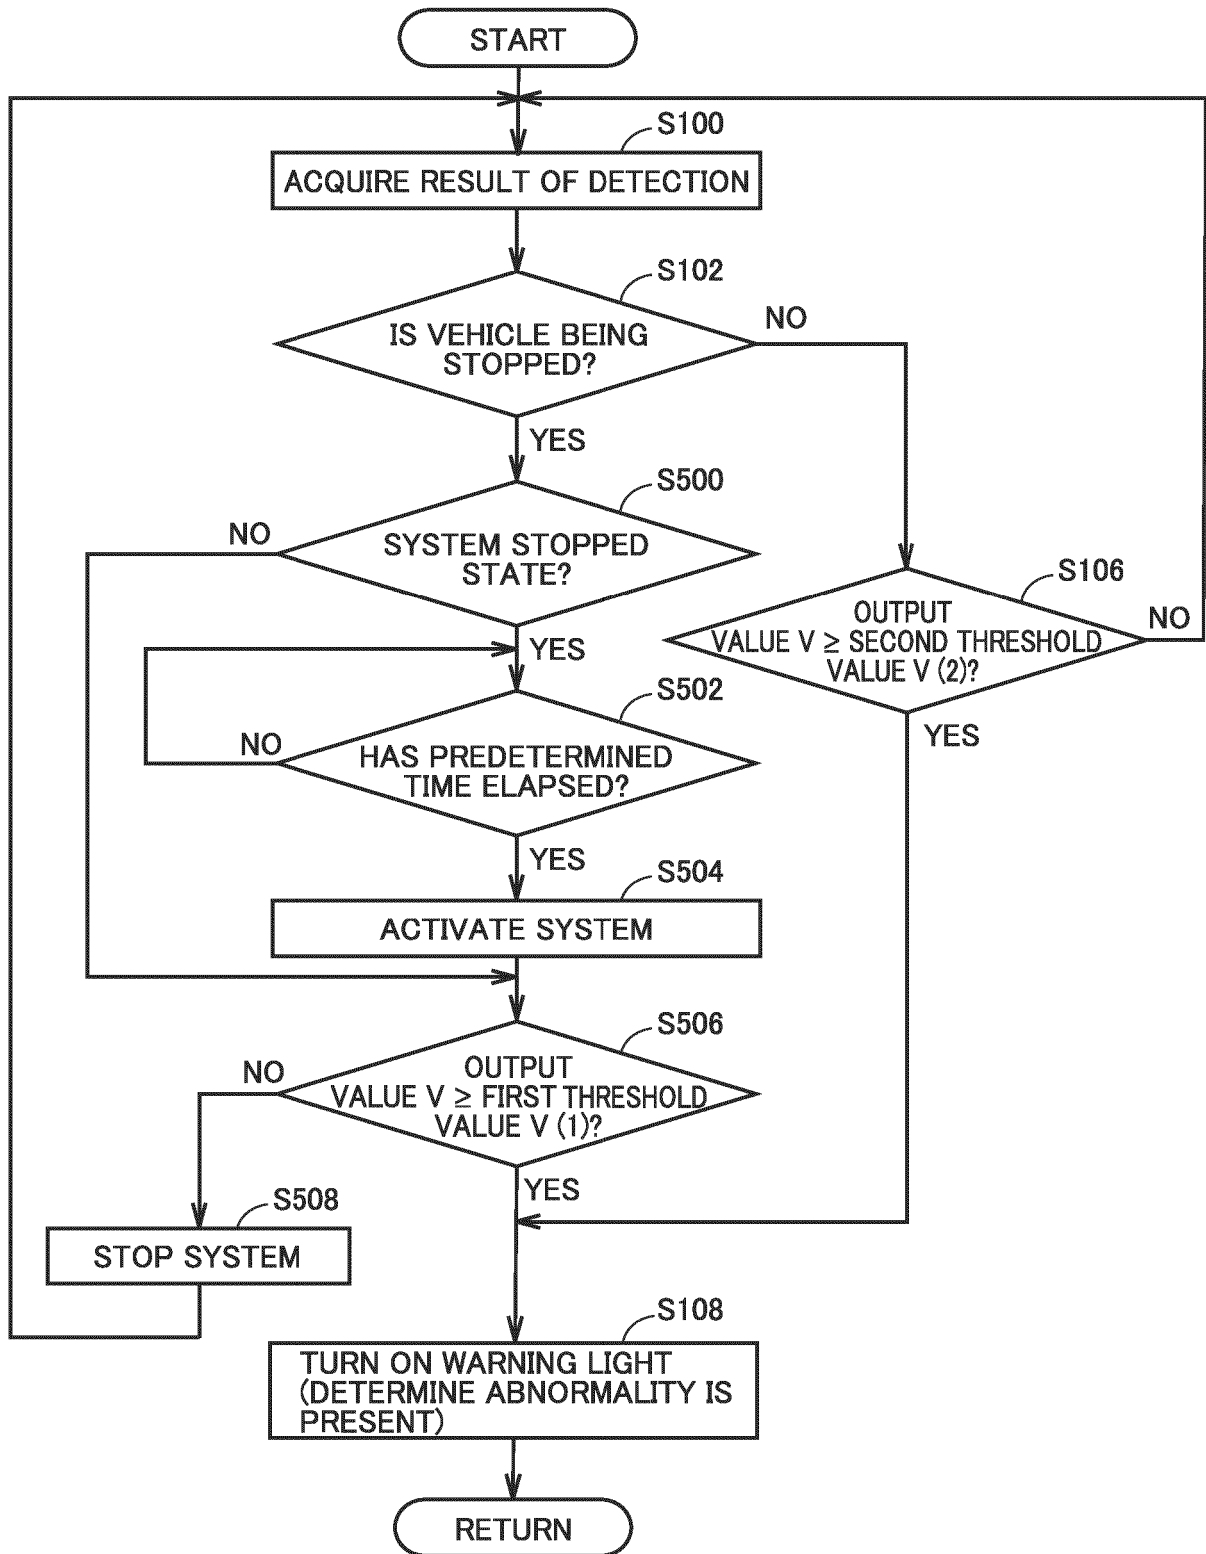 START
S100
ACQUIRE RESULT OF DETECTION
S102
IS VEHICLE BEING
STOPPED?
NO
YES
S500
NO
SYSTEM STOPPED
STATE?
S106
OUTPUT
VALUE V ≥ SECOND THRESHOLD
VALUE V (2)?
NO
YES
YES
S502
NO
HAS PREDETERMINED
TIME ELAPSED?
YES
S504
ACTIVATE SYSTEM
S506
NO
OUTPUT
VALUE V ≥ FIRST THRESHOLD
VALUE V (1)?
YES
S508
STOP SYSTEM
S108
TURN ON WARNING LIGHT
(DETERMINE ABNORMALITY IS
PRESENT)
RETURN